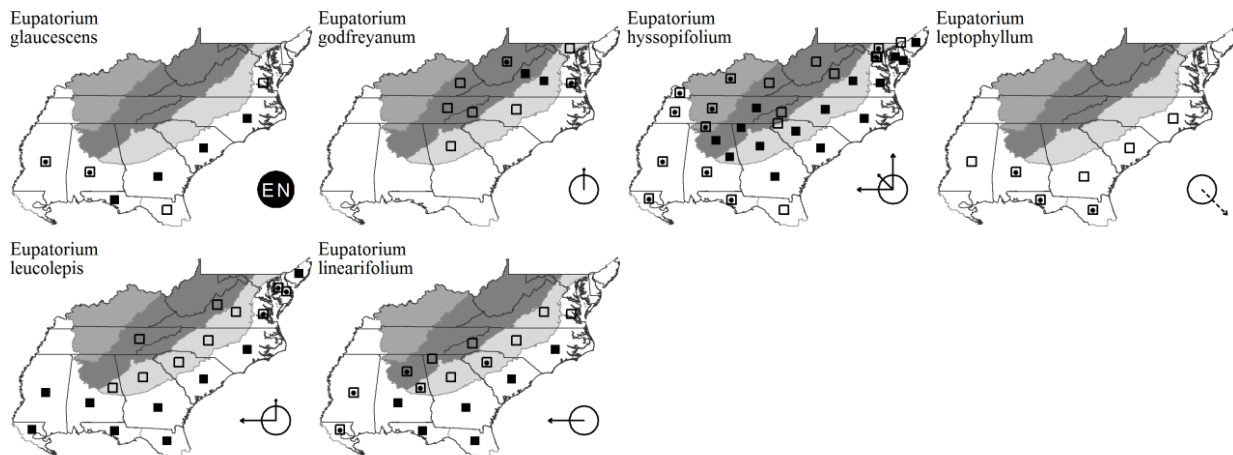 Eupatorium
glaucescens
EN
Eupatorium
godfreyanum
Eupatorium
hyssopifolium
Eupatorium
leptophyllum
Eupatorium
leucolepis
Eupatorium
linearifolium